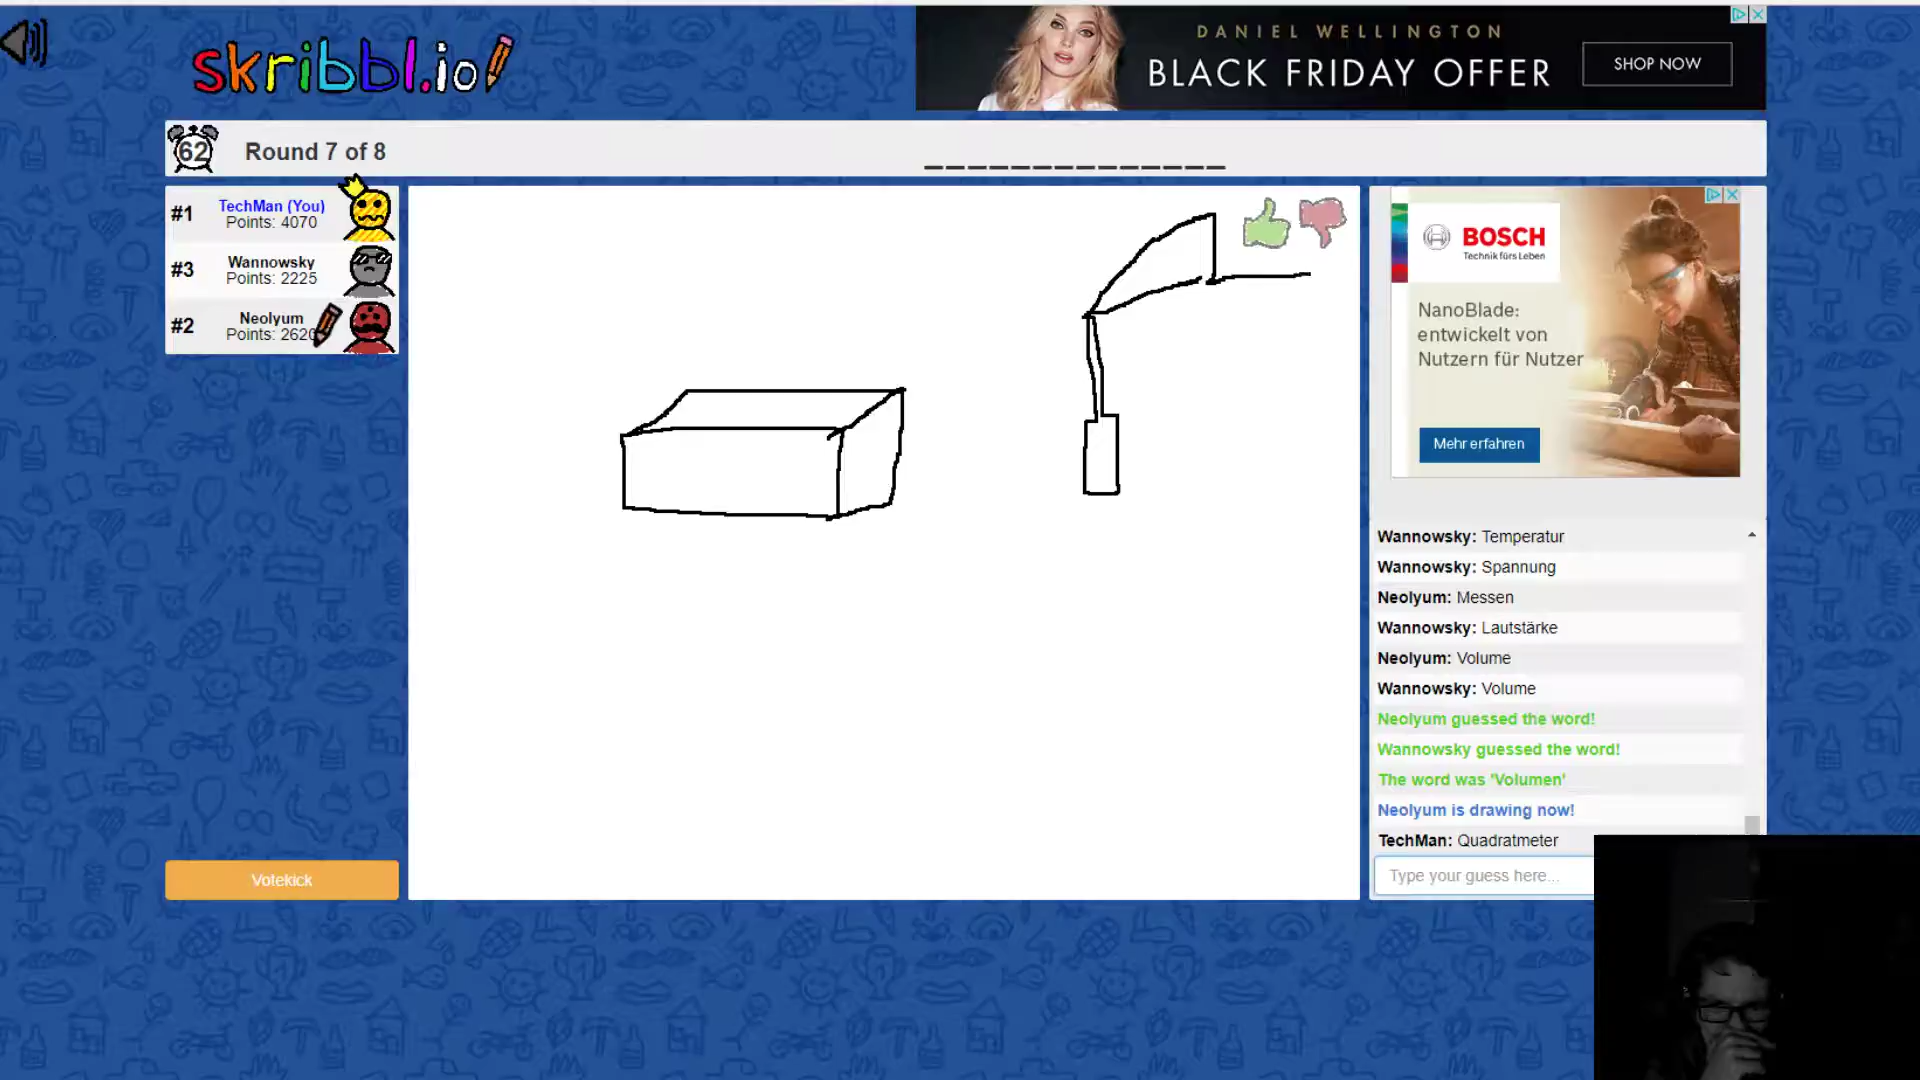 skribbl.io
DANIEL WELLINGTON
BLACK FRIDAY OFFER
SHOP NOW
62
Round 7 of 8
_ _ _ _ _ _ _ _ _ _ _ _ _ _
#1
TechMan (You)
Points: 4070
#3
Wannowsky
Points: 2225
#2
Neolyum
Points: 2620
Votekick
BOSCH
Technik fürs Leben
NanoBlade:
entwickelt von
Nutzern für Nutzer
Mehr erfahren
Wannowsky: Temperatur
Wannowsky: Spannung
Neolyum: Messen
Wannowsky: Lautstärke
Neolyum: Volume
Wannowsky: Volume
Neolyum guessed the word!
Wannowsky guessed the word!
The word was 'Volumen'
Neolyum is drawing now!
TechMan: Quadratmeter
Type your guess here...